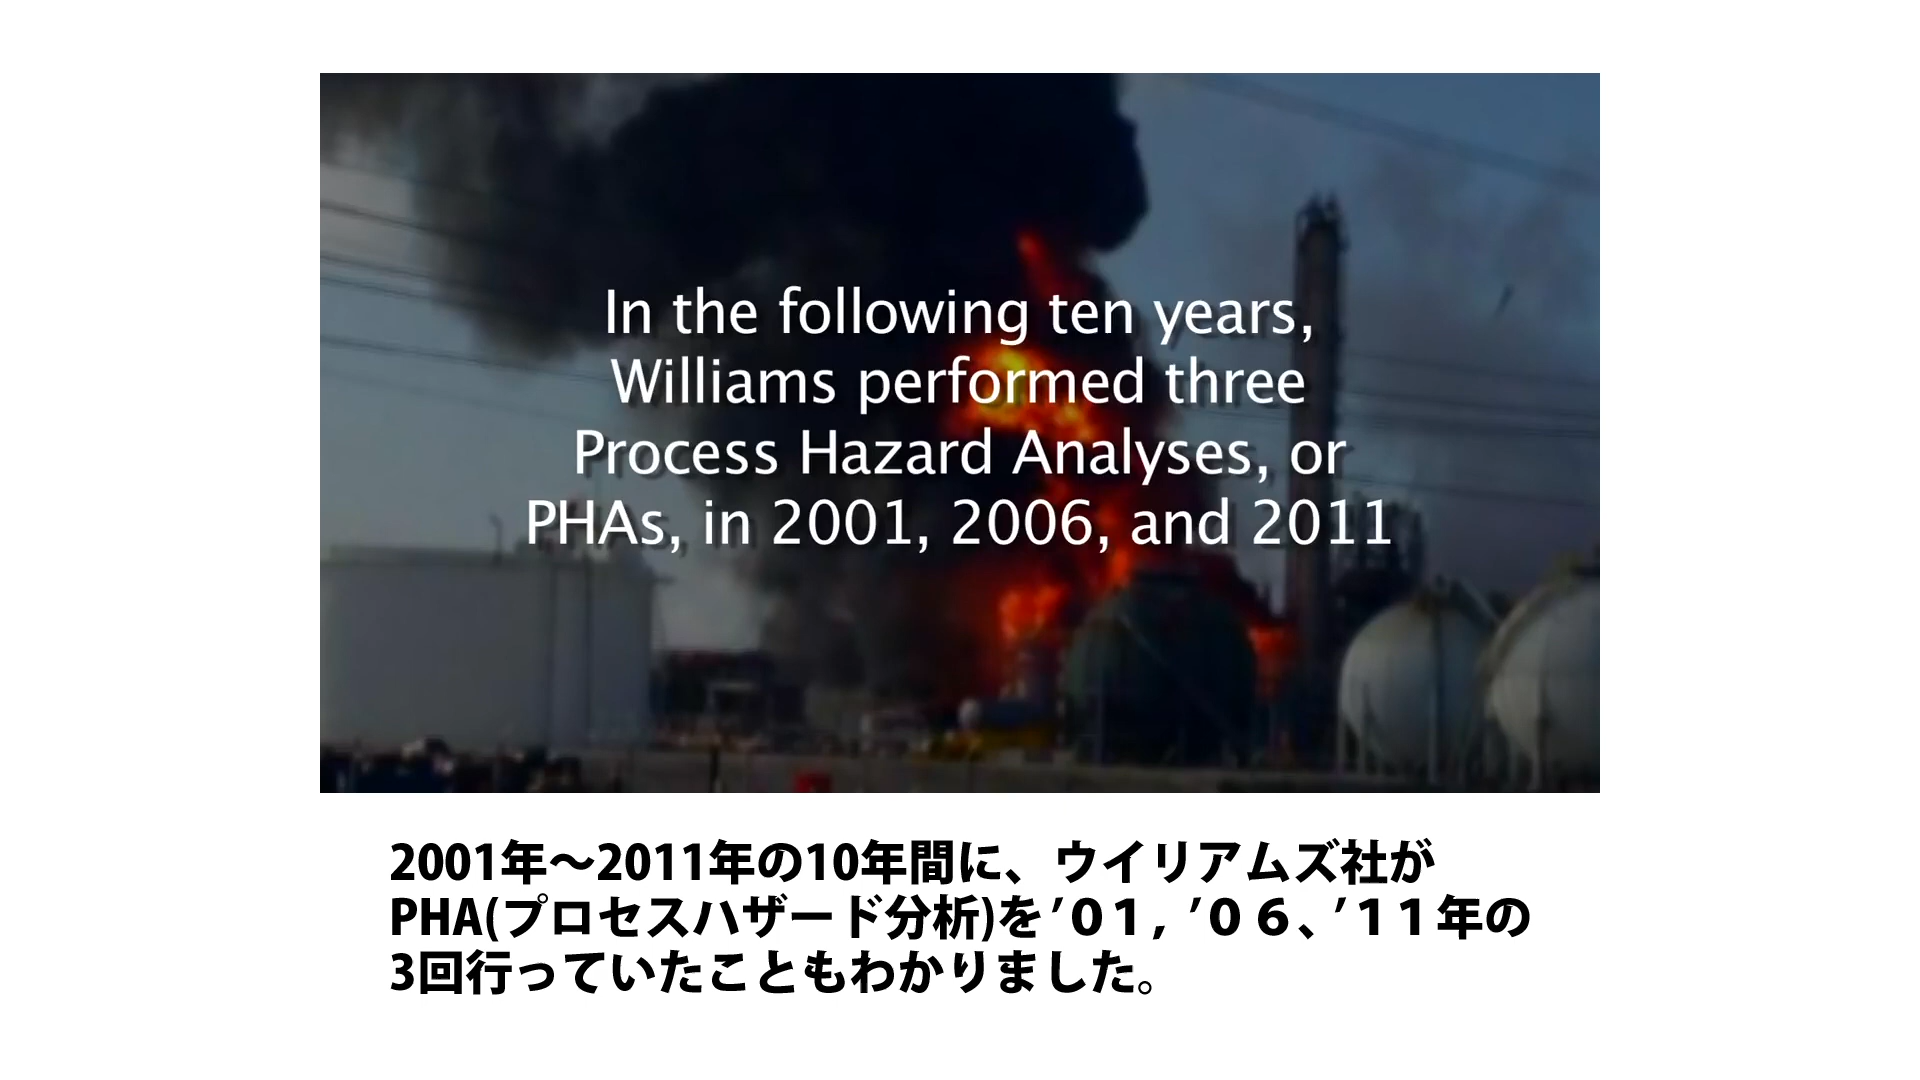 In the following ten years,
Williams performed three
Process Hazard Analyses, or
PHAs, in 2001, 2006, and 2011
2001年～2011年の10年間に、ウイリアムズ社が
PHA(プロセスハザード分析)を’０１, ’０６、’１１年の
3回行っていたこともわかりました。